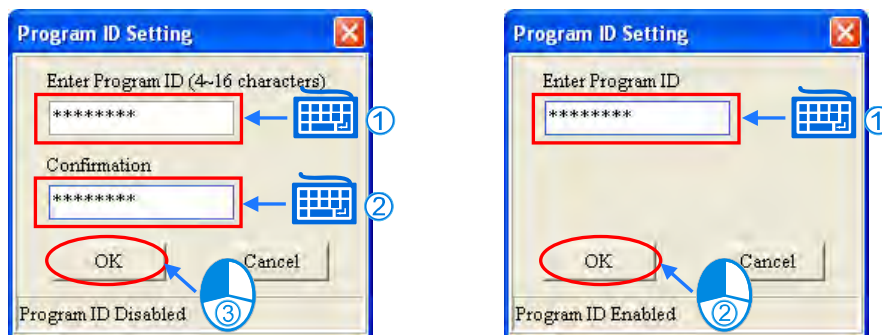 Program ID Setting
Enter Program ID (4~16 characters)
********
①
Confirmation
********
②
OK
Cancel
③
Program ID Disabled
Program ID Setting
Enter Program ID
********
①
OK
Cancel
②
Program ID Enabled